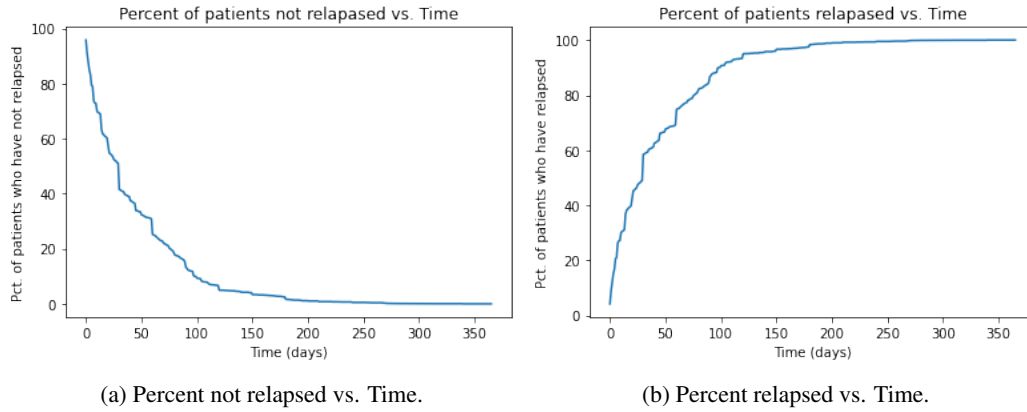 Percent of patients not relapased vs. Time
Pct. of patients who have not relapsed
100
80
60
40
20
0
0 50 100 150 200 250 300 350
Time (days)
(a) Percent not relapsed vs. Time.
Percent of patients relapased vs. Time
Pct. of patients who have relapsed
100
80
60
40
20
0
0 50 100 150 200 250 300 350
Time (days)
(b) Percent relapsed vs. Time.